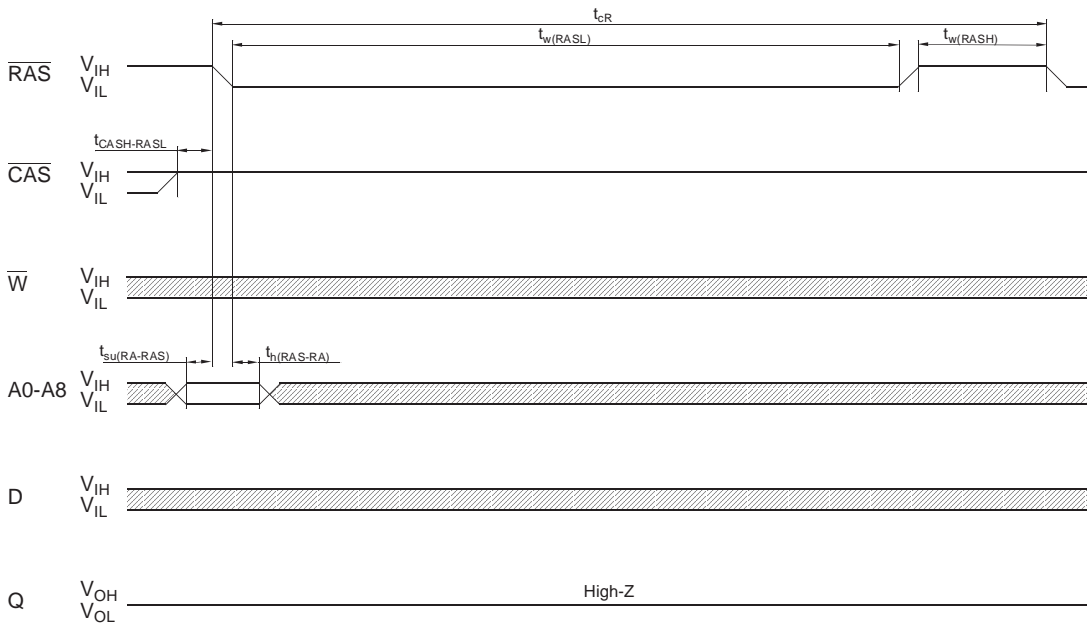 tcR
tw(RASL)
tw(RASH)
RAS
VIH
VIL
tCASH-RASL
CAS
VIH
VIL
W
VIH
VIL
tsu(RA-RAS)
th(RAS-RA)
A0-A8
VIH
VIL
D
VIH
VIL
Q
VOH
VOL
High-Z